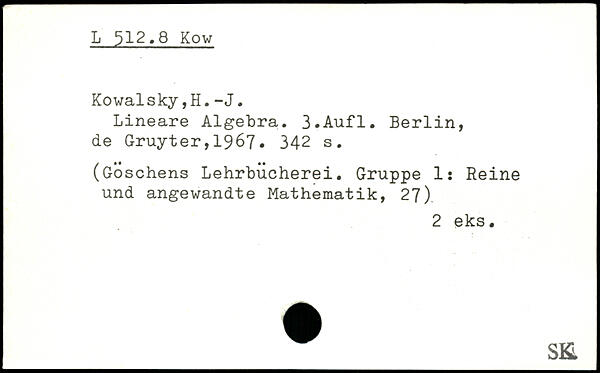 L 512.8 Kow
Kowalsky,H.-J.
Lineare Algebra. 3.Aufl. Berlin,
de Gruyter,1967. 342 s.
(Göschens Lehrbücherei. Gruppe 1: Reine
und angewandte Mathematik, 27)
2 eks.